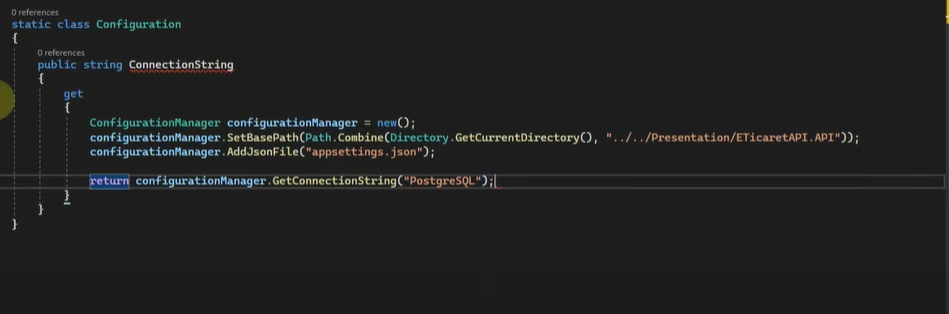 0 references
static class Configuration
{
0 references
public string ConnectionString
{
get
{
ConfigurationManager configurationManager = new();
configurationManager.SetBasePath(Path.Combine(Directory.GetCurrentDirectory(), "../../Presentation/ETicaretAPI.API"));
configurationManager.AddJsonFile("appsettings.json");
return configurationManager.GetConnectionString("PostgreSQL");
}
}
}